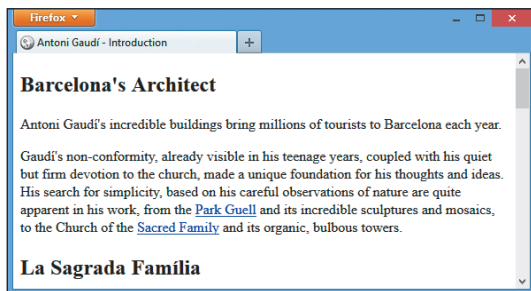 Firefox
Antoni Gaudí - Introduction
Barcelona's Architect
Antoni Gaudí's incredible buildings bring millions of tourists to Barcelona each year.
Gaudí's non-conformity, already visible in his teenage years, coupled with his quiet
but firm devotion to the church, made a unique foundation for his thoughts and ideas.
His search for simplicity, based on his careful observations of nature are quite
apparent in his work, from the Park Guell and its incredible sculptures and mosaics,
to the Church of the Sacred Family and its organic, bulbous towers.
La Sagrada Família